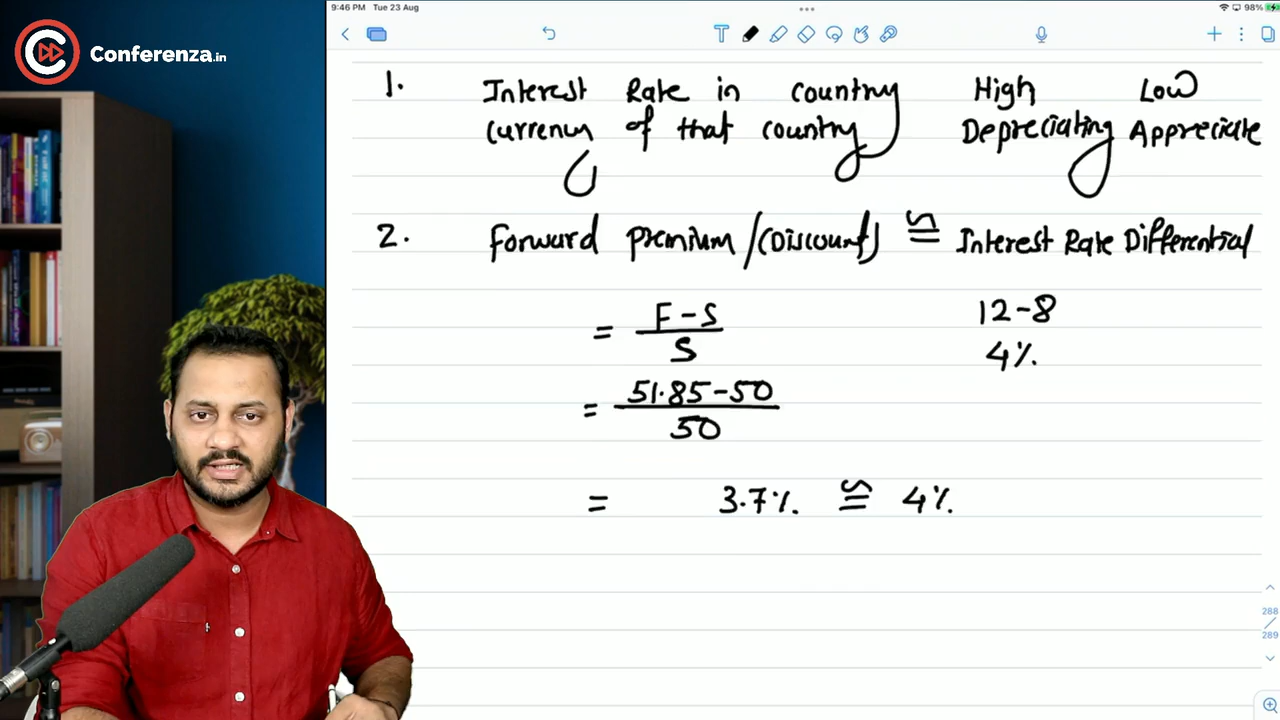 9:46 PM Tue 23 Aug
98%
Conferenza.in
1. Interest Rate in country High Low
currency of that country Depreciating Appreciate
2. Forward premium/(Discount) ≅ Interest Rate Differential
= F-S / S
12-8
4%
= 51.85-50 / 50
= 3.7% ≅ 4%
288
289